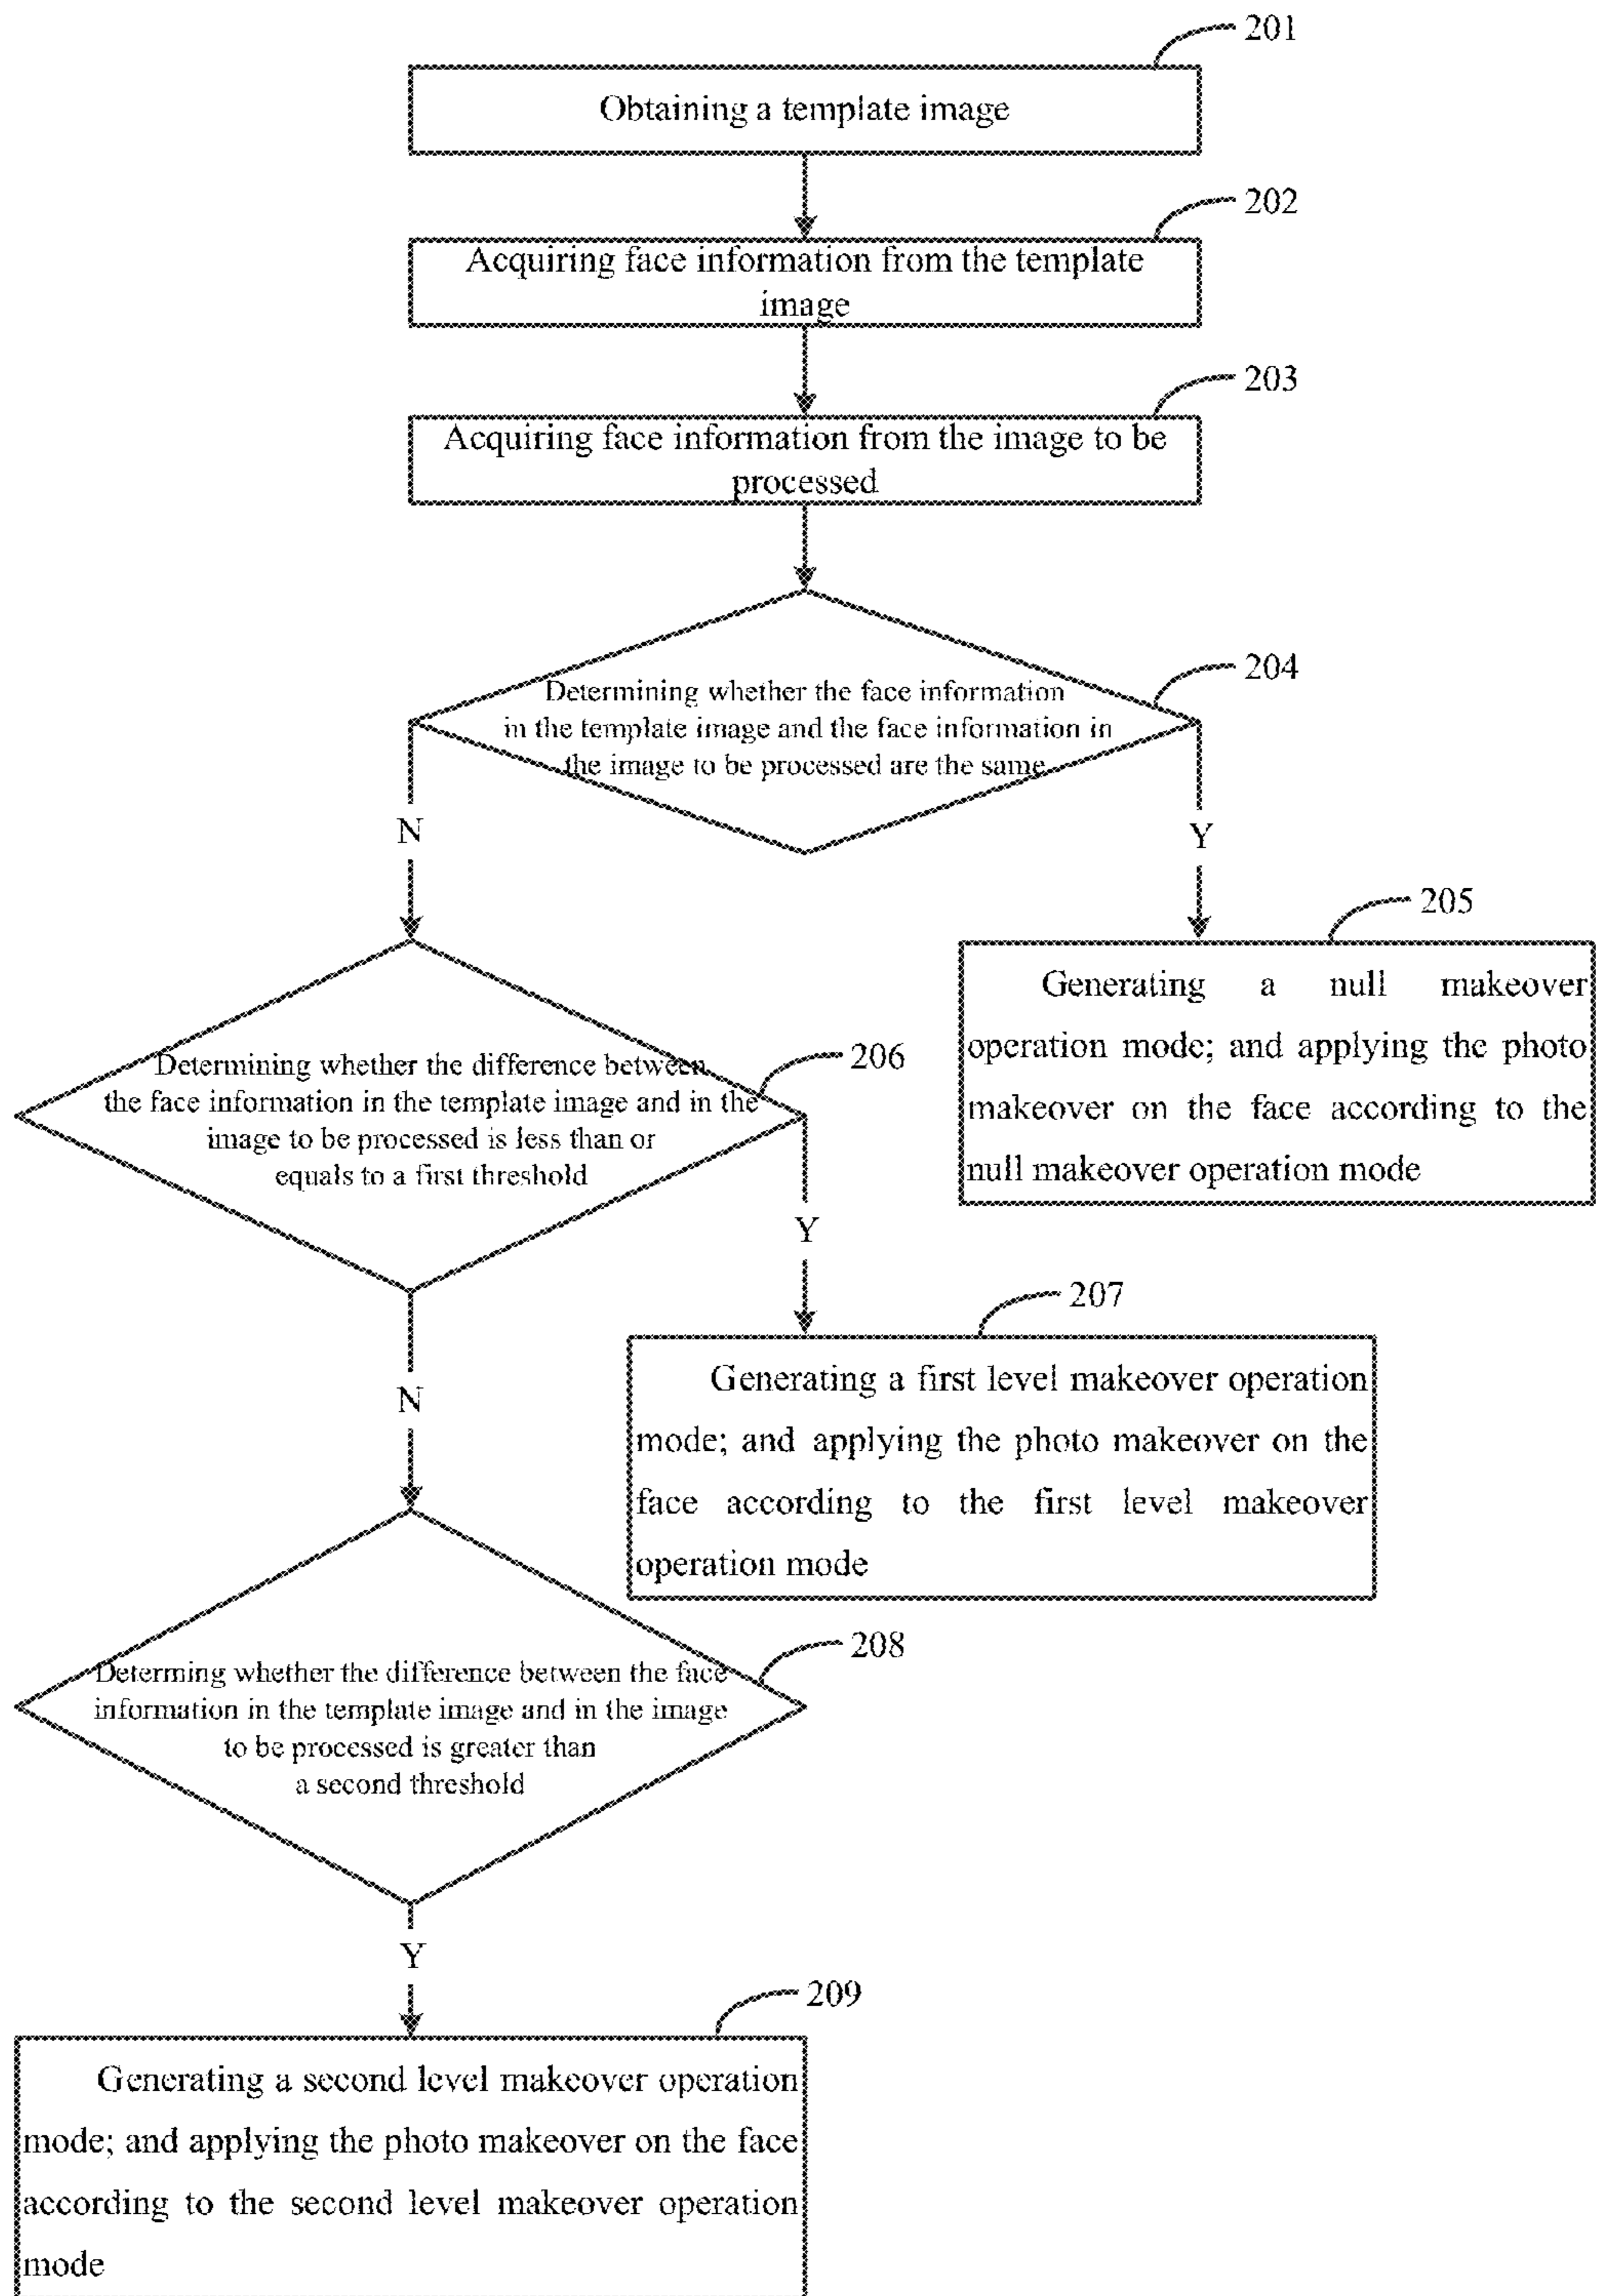 201
Obtaining a template image
202
Acquiring face information from the template
image
203
Acquiring face information from the image to be
processed
204
Determining whether the face information
in the template image and the face information in
the image to be processed are the same
N
Y
205
Generating a null makeover
operation mode; and applying the photo
makeover on the face according to the
null makeover operation mode
206
Determining whether the difference between
the face information in the template image and in the
image to be processed is less than or
equals to a first threshold
Y
207
Generating a first level makeover operation
mode; and applying the photo makeover on the
face according to the first level makeover
operation mode
N
208
Determing whether the difference between the face
information in the template image and in the image
to be processed is greater than
a second threshold
Y
209
Generating a second level makeover operation
mode; and applying the photo makeover on the face
according to the second level makeover operation
mode